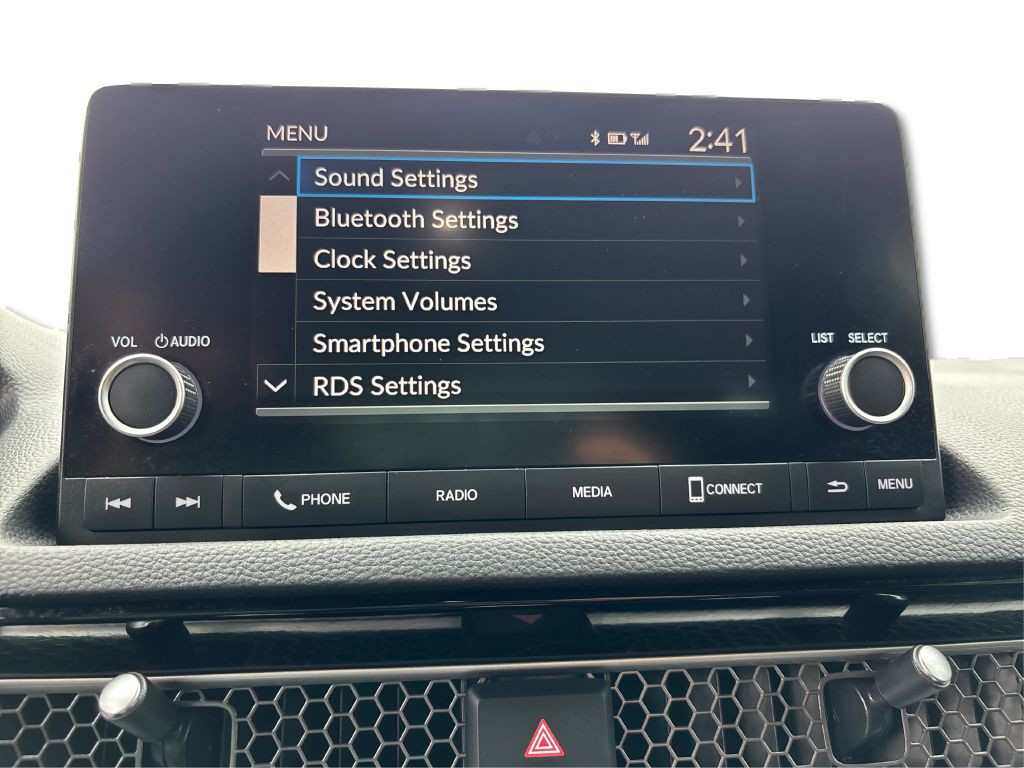 MENU 2:41
Sound Settings
Bluetooth Settings
Clock Settings
System Volumes
Smartphone Settings
RDS Settings
VOL AUDIO
LIST SELECT
PHONE RADIO MEDIA CONNECT MENU